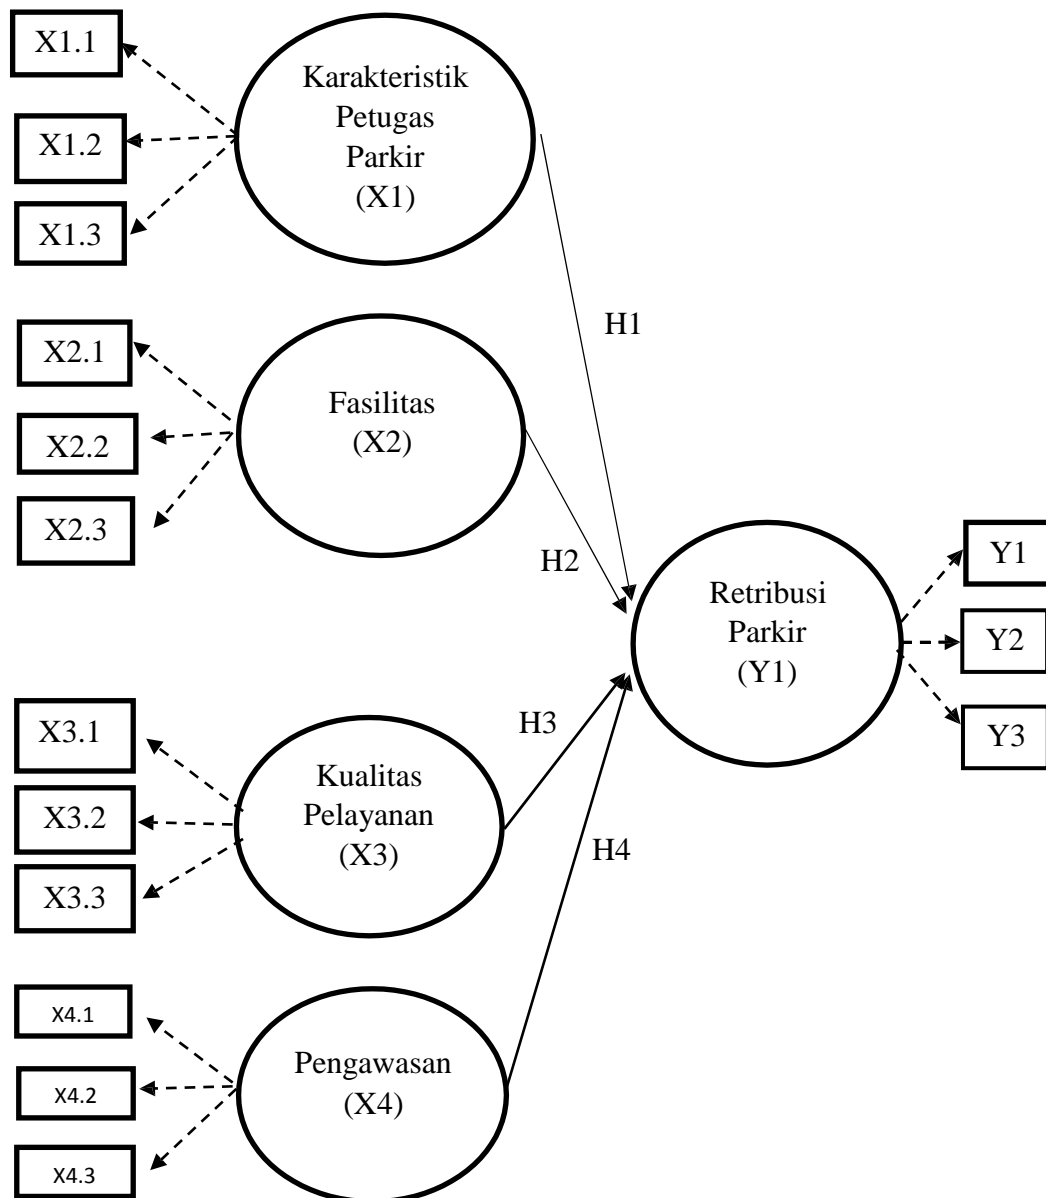 X1.1
X1.2
X1.3
Karakteristik
Petugas
Parkir
(X1)
H1
X2.1
X2.2
X2.3
Fasilitas
(X2)
H2
Retribusi
Parkir
(Y1)
Y1
Y2
Y3
X3.1
X3.2
X3.3
Kualitas
Pelayanan
(X3)
H3
H4
X4.1
X4.2
X4.3
Pengawasan
(X4)